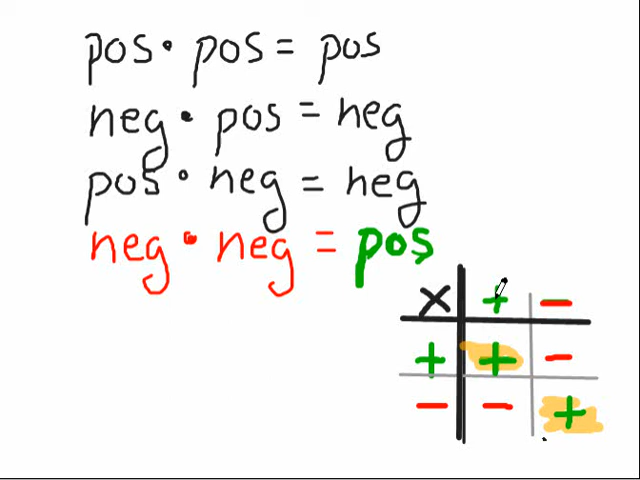 pos · pos = pos
neg · pos = neg
pos · neg = neg
neg · neg = pos
× + −
+ + −
− − +